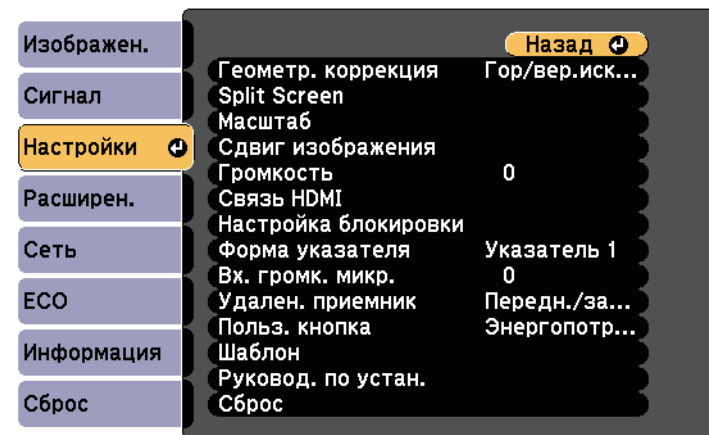 Изображен.
Сигнал
Настройки
Расширен.
Сеть
ECO
Информация
Сброс
Назад
Геометр. коррекция Гор/вер.иск...
Split Screen
Масштаб
Сдвиг изображения
Громкость 0
Связь HDMI
Настройка блокировки
Форма указателя Указатель 1
Вх. громк. микр. 0
Удален. приемник Передн./за...
Польз. кнопка Энергопотр...
Шаблон
Руковод. по устан.
Сброс